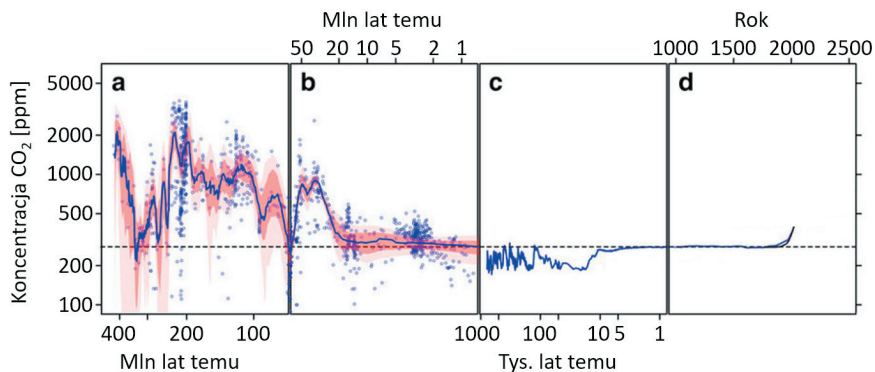 Mln lat temu
50 20 10 5 2 1
Rok
1000 1500 2000 2500
Koncentracja CO₂ [ppm]
5000
2000
1000
500
200
100
a
b
c
d
400 200 100
1000 100 10 5 1
Mln lat temu
Tys. lat temu